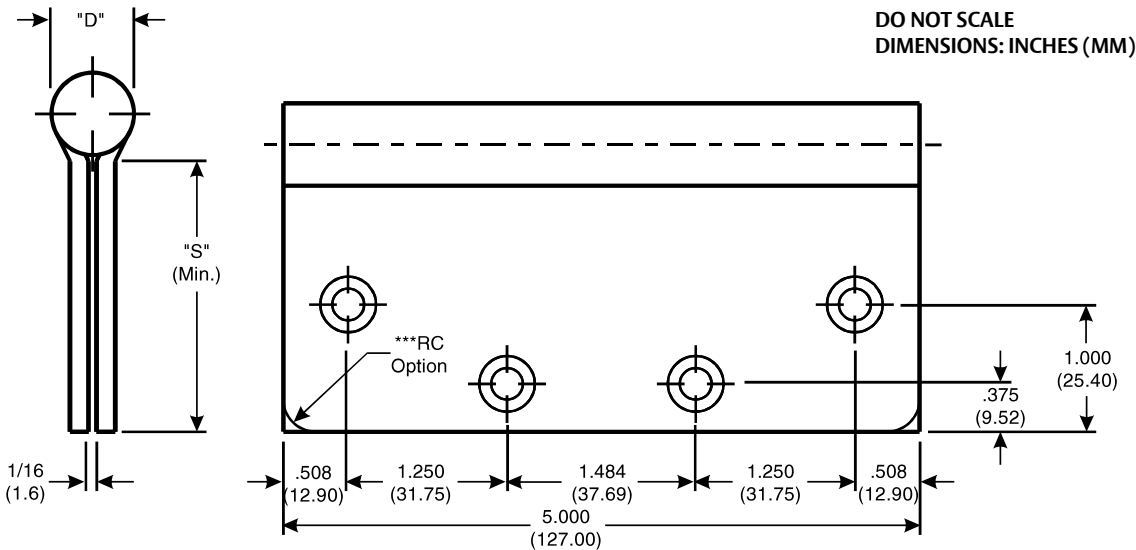 "D"
DO NOT SCALE
DIMENSIONS: INCHES (MM)
"S"
(Min.)
***RC
Option
1.000
(25.40)
.375
(9.52)
1/16
(1.6)
.508
(12.90)
1.250
(31.75)
1.484
(37.69)
1.250
(31.75)
.508
(12.90)
5.000
(127.00)